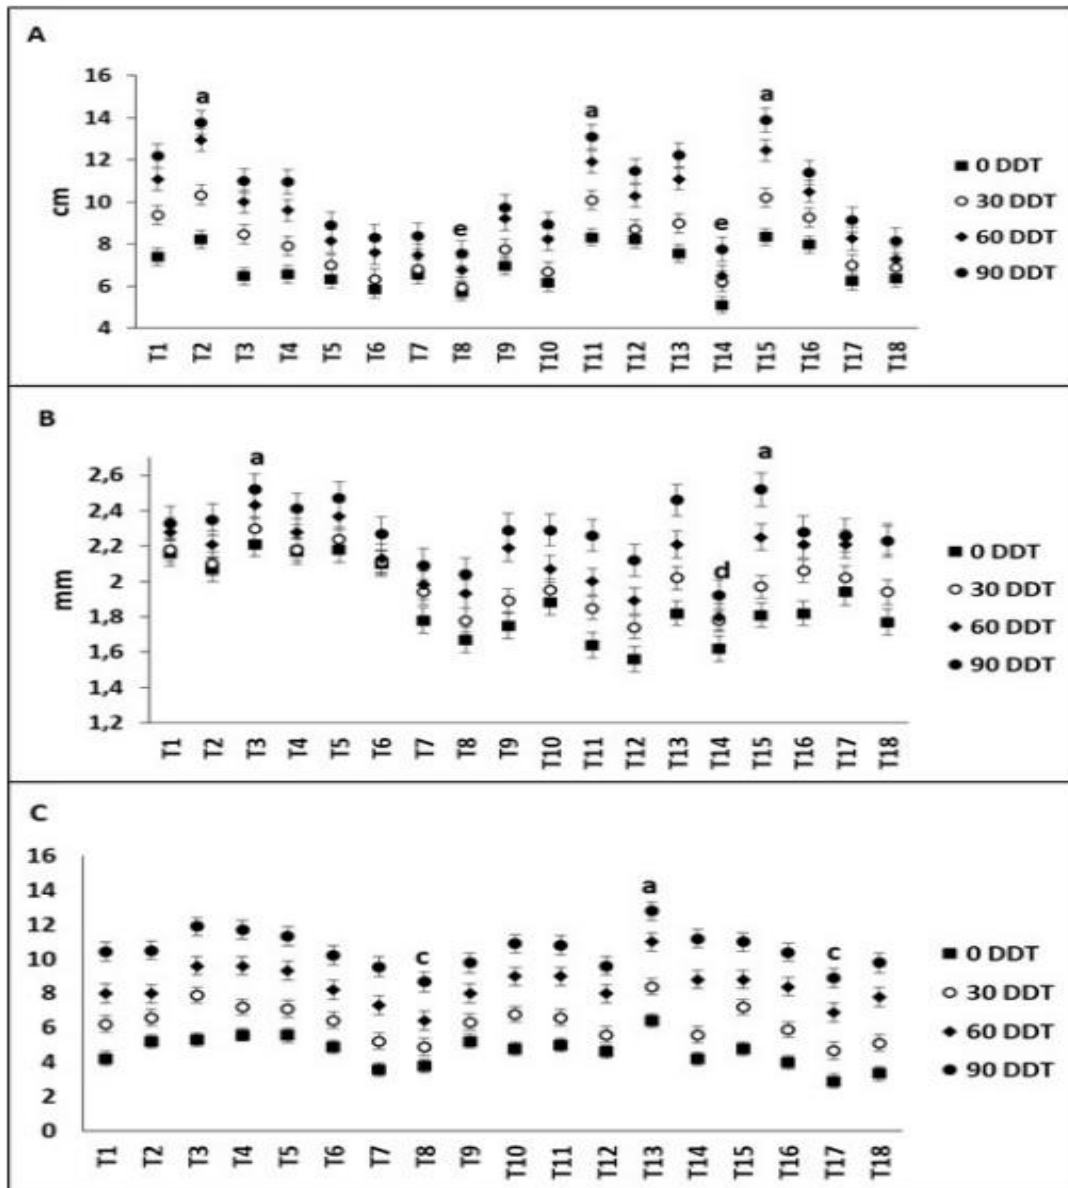 A
16
14
12
10
8
6
4
cm
a
a
a
e
e
T1 T2 T3 T4 T5 T6 T7 T8 T9 T10 T11 T12 T13 T14 T15 T16 T17 T18
0 DDT
30 DDT
60 DDT
90 DDT
B
2,6
2,4
2,2
2
1,8
1,6
1,4
1,2
mm
a
a
d
T1 T2 T3 T4 T5 T6 T7 T8 T9 T10 T11 T12 T13 T14 T15 T16 T17 T18
0 DDT
30 DDT
60 DDT
90 DDT
C
16
14
12
10
8
6
4
2
0
a
c
c
T1 T2 T3 T4 T5 T6 T7 T8 T9 T10 T11 T12 T13 T14 T15 T16 T17 T18
0 DDT
30 DDT
60 DDT
90 DDT